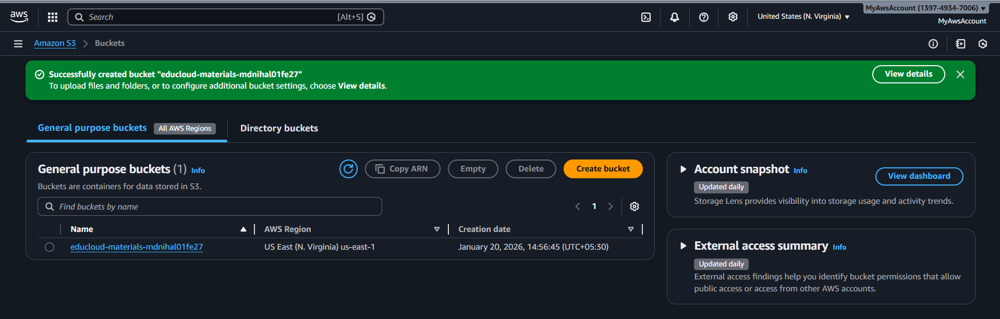 aws
Search [Alt+S]
United States (N. Virginia)
MyAwsAccount (1397-4934-7006)
MyAwsAccount
Amazon S3 Buckets
Successfully created bucket "educloud-materials-mdnihal01fe27"
To upload files and folders, or to configure additional bucket settings, choose View details.
View details
General purpose buckets All AWS Regions Directory buckets
General purpose buckets (1) Info
Copy ARN Empty Delete Create bucket
Buckets are containers for data stored in S3.
Find buckets by name
1
Name AWS Region Creation date
educloud-materials-mdnihal01fe27 US East (N. Virginia) us-east-1 January 20, 2026, 14:56:45 (UTC+05:30)
Account snapshot Info
View dashboard
Updated daily
Storage Lens provides visibility into storage usage and activity trends.
External access summary Info
Updated daily
External access findings help you identify bucket permissions that allow
public access or access from other AWS accounts.